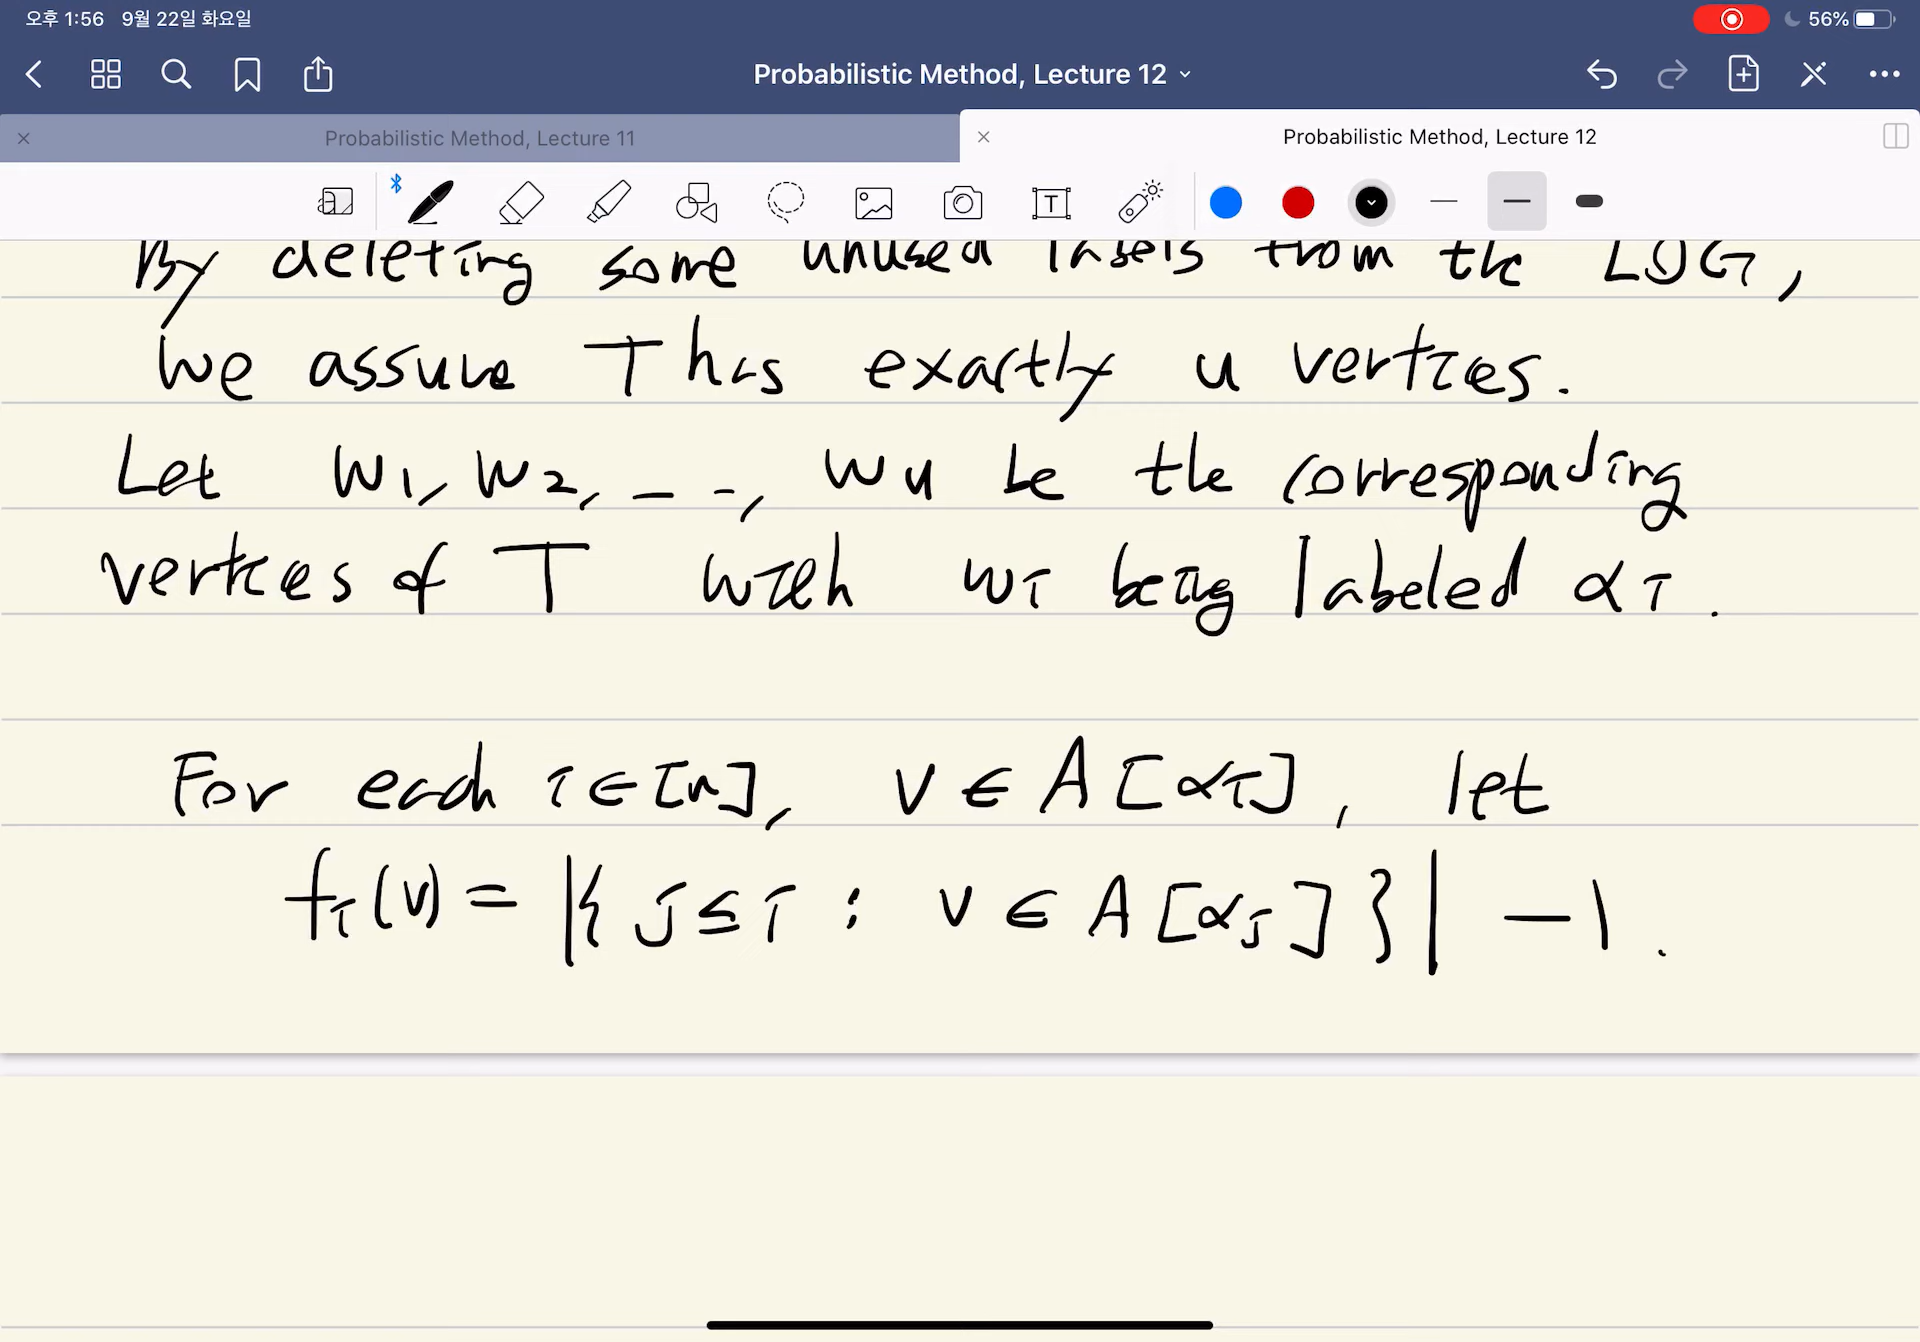 오후 1:56 9월 22일 화요일
56%
Probabilistic Method, Lecture 12
Probabilistic Method, Lecture 11
Probabilistic Method, Lecture 12
By deleting some unused labels from the LDG,
we assume T has exactly u vertices.
Let w₁, w₂, - - -, wᵤ be the corresponding
vertices of T with wᵢ being labeled αᵢ.
For each i ∈ [u], v ∈ A[αᵢ], let
fᵢ(v) = |{ j ≤ i : v ∈ A[αⱼ] }| - 1.